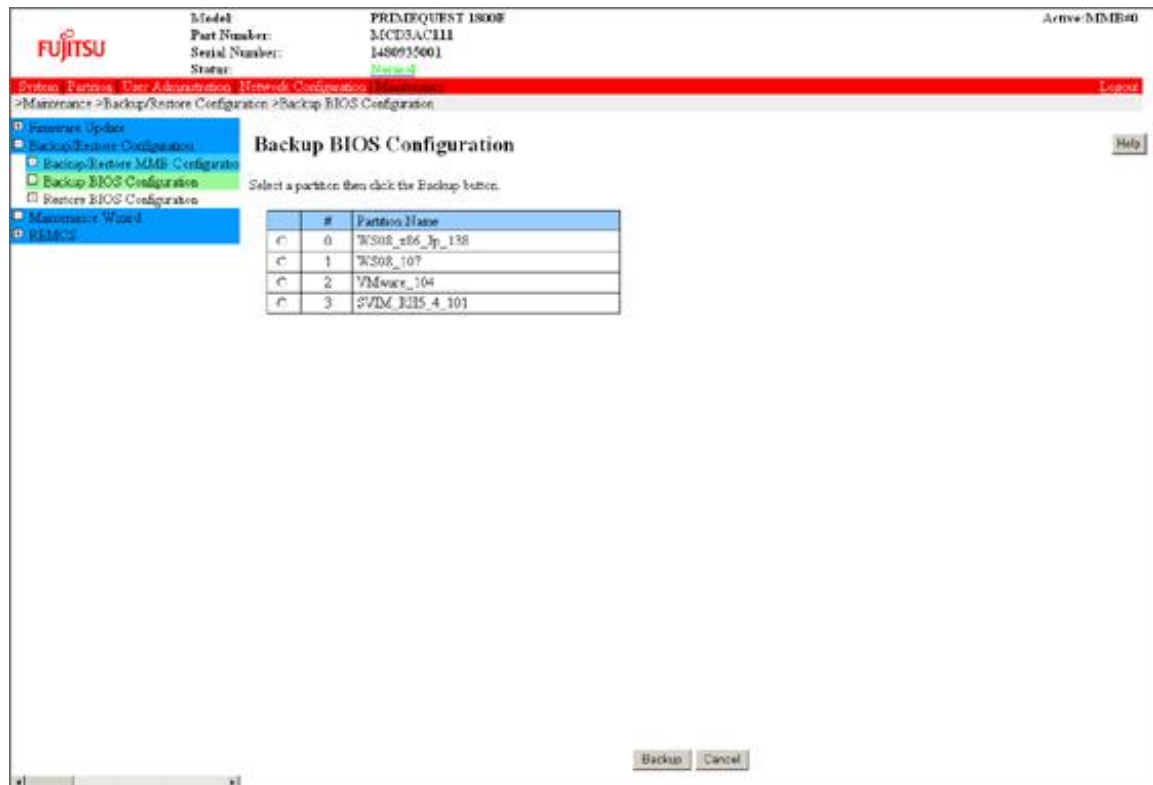 Model: PRIMEQUEST 1800E Active:MMB#0
FUJITSU
Part Number: MCD3AC111
Serial Number: 1480935001
Status: Normal
System Partition User Administration Network Configuration Maintenance Logout
>Maintenance >Backup/Restore Configuration >Backup BIOS Configuration
Firmware Update
Backup/Restore Configuration
Backup/Restore MMB Configuratio
Backup BIOS Configuration
Restore BIOS Configuration
Maintenance Wizard
REMCS
Backup BIOS Configuration Help
Select a partition then click the Backup button.
# Partition Name
0 WS08_x86_Jp_138
1 WS08_107
2 VMware_104
3 SVIM_RH5_4_101
Backup Cancel